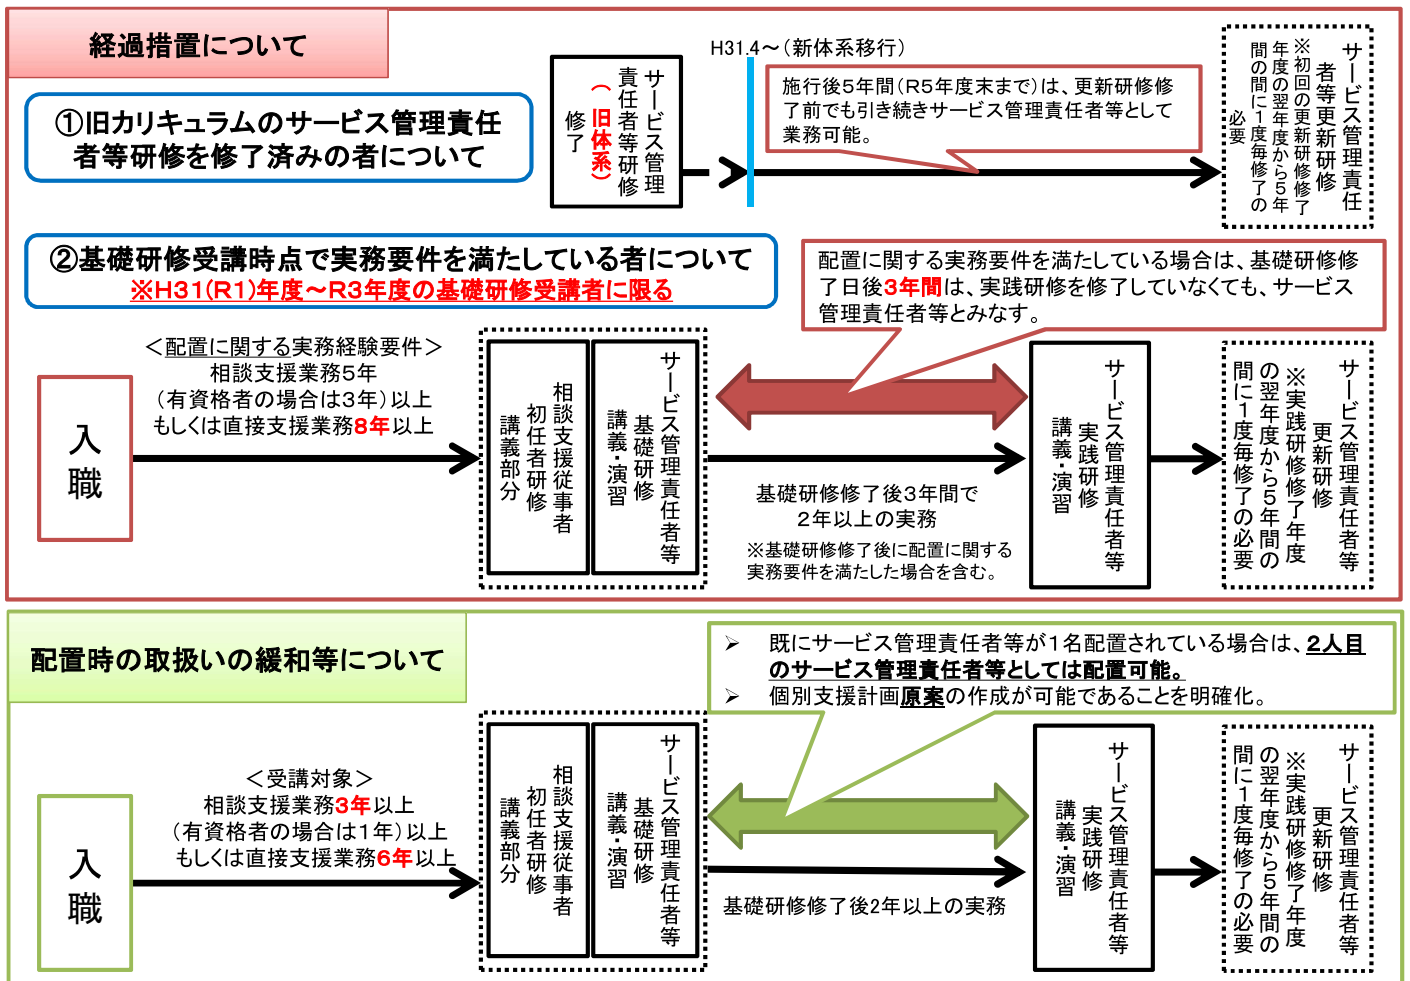 経過措置について
①旧カリキュラムのサービス管理責任
者等研修を修了済みの者について
サービス管理
責任者等研修
（旧体系）
修了
H31.4～（新体系移行）
施行後5年間（R5年度末まで）は、更新研修修
了前でも引き続きサービス管理責任者等として
業務可能。
サービス管理責任
者等更新研修
※初回の更新研修修了
年度の翌年度から５年
間の間に１度毎修了の
必要
②基礎研修受講時点で実務要件を満たしている者について
※H31(R1)年度～R3年度の基礎研修受講者に限る
配置に関する実務要件を満たしている場合は、基礎研修修
了日後3年間は、実践研修を修了していなくても、サービス
管理責任者等とみなす。
入職
＜配置に関する実務経験要件＞
相談支援業務5年
（有資格者の場合は3年）以上
もしくは直接支援業務8年以上
相談支援従事者
初任者研修
講義部分
サービス管理責任者等
基礎研修
講義・演習
基礎研修修了後３年間で
２年以上の実務
※基礎研修修了後に配置に関する
実務要件を満たした場合を含む。
サービス管理責任者等
実践研修
講義・演習
サービス管理責任者等
更新研修
※実践研修修了年度
の翌年度から５年間の
間に１度毎修了の必要
配置時の取扱いの緩和等について
➢ 既にサービス管理責任者等が１名配置されている場合は、２人目
のサービス管理責任者等としては配置可能。
➢ 個別支援計画原案の作成が可能であることを明確化。
入職
＜受講対象＞
相談支援業務3年以上
（有資格者の場合は1年）以上
もしくは直接支援業務6年以上
相談支援従事者
初任者研修
講義部分
サービス管理責任者等
基礎研修
講義・演習
基礎研修修了後2年以上の実務
サービス管理責任者等
実践研修
講義・演習
サービス管理責任者等
更新研修
※実践研修修了年度
の翌年度から５年間の
間に１度毎修了の必要